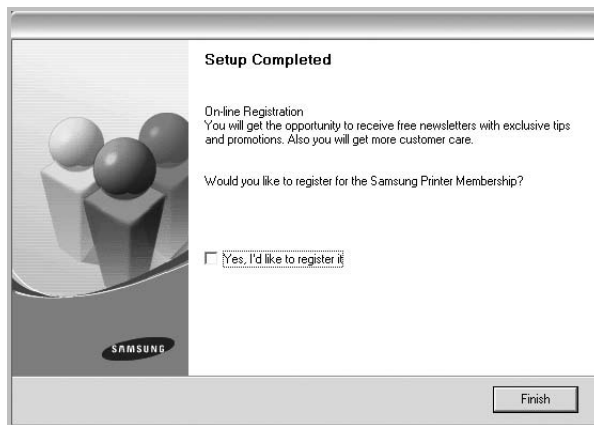 Setup Completed
On-line Registration
You will get the opportunity to receive free newsletters with exclusive tips
and promotions. Also you will get more customer care.
Would you like to register for the Samsung Printer Membership?
Yes, I'd like to register it
SAMSUNG
Finish